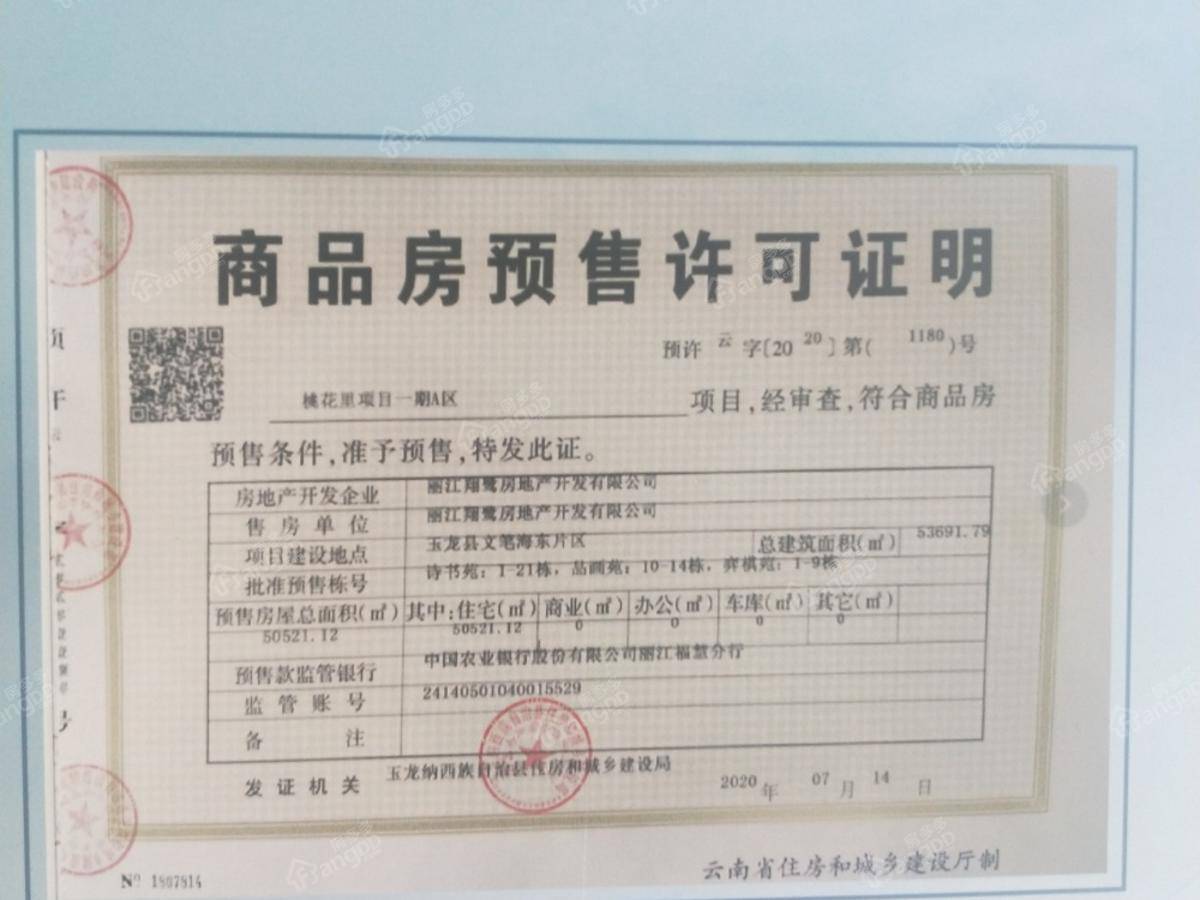 商品房预售许可证明
预许 云 字〔20 20〕第( 1180 )号
桃花里项目一期A区 项目,经审查,符合商品房
预售条件,准予预售,特发此证。
房地产开发企业 丽江翔鹭房地产开发有限公司
售房单位 丽江翔鹭房地产开发有限公司
项目建设地点 玉龙县文笔海东片区 总建筑面积(㎡) 53691.79
批准预售栋号 诗书苑:1-21栋,品画苑:10-14栋,弈棋苑:1-9栋
预售房屋总面积(㎡) 其中:住宅(㎡) 商业(㎡) 办公(㎡) 车库(㎡) 其它(㎡)
50521.12 50521.12 0 0 0 0
预售款监管银行 中国农业银行股份有限公司丽江福慧分行
监管账号 24140501040015529
备注
发证机关 玉龙纳西族自治县住房和城乡建设局 2020 年 07 月 14 日
№ 1807814
云南省住房和城乡建设厅制